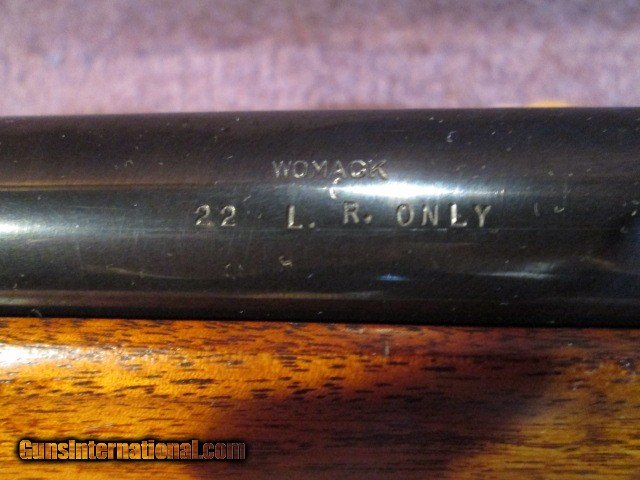 WOMACK
22 L. R. ONLY
GunsInternational.com